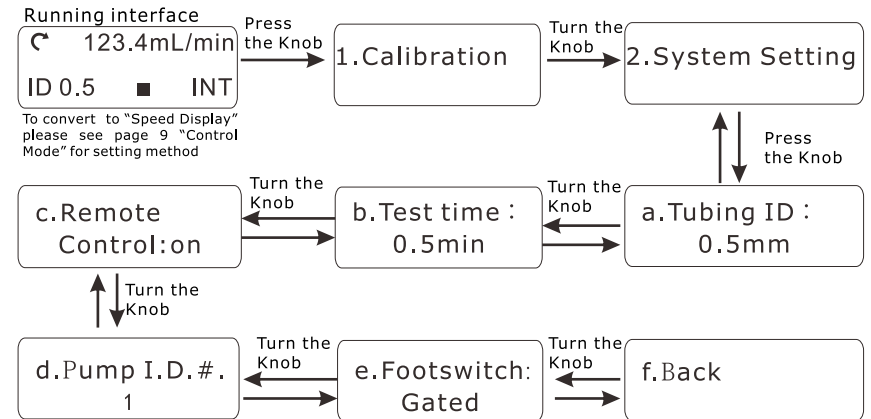 Running interface
123.4mL/min
ID 0.5 ■ INT
To convert to “Speed Display”
please see page 9 “Control
Mode” for setting method
Press
the Knob
1.Calibration
Turn the
Knob
2.System Setting
Press
the Knob
a.Tubing ID：
0.5mm
Turn the
Knob
b.Test time：
0.5min
Turn the
Knob
c.Remote
Control:on
Turn the
Knob
d.Pump I.D.#.
1
Turn the
Knob
e.Footswitch:
Gated
Turn the
Knob
f.Back